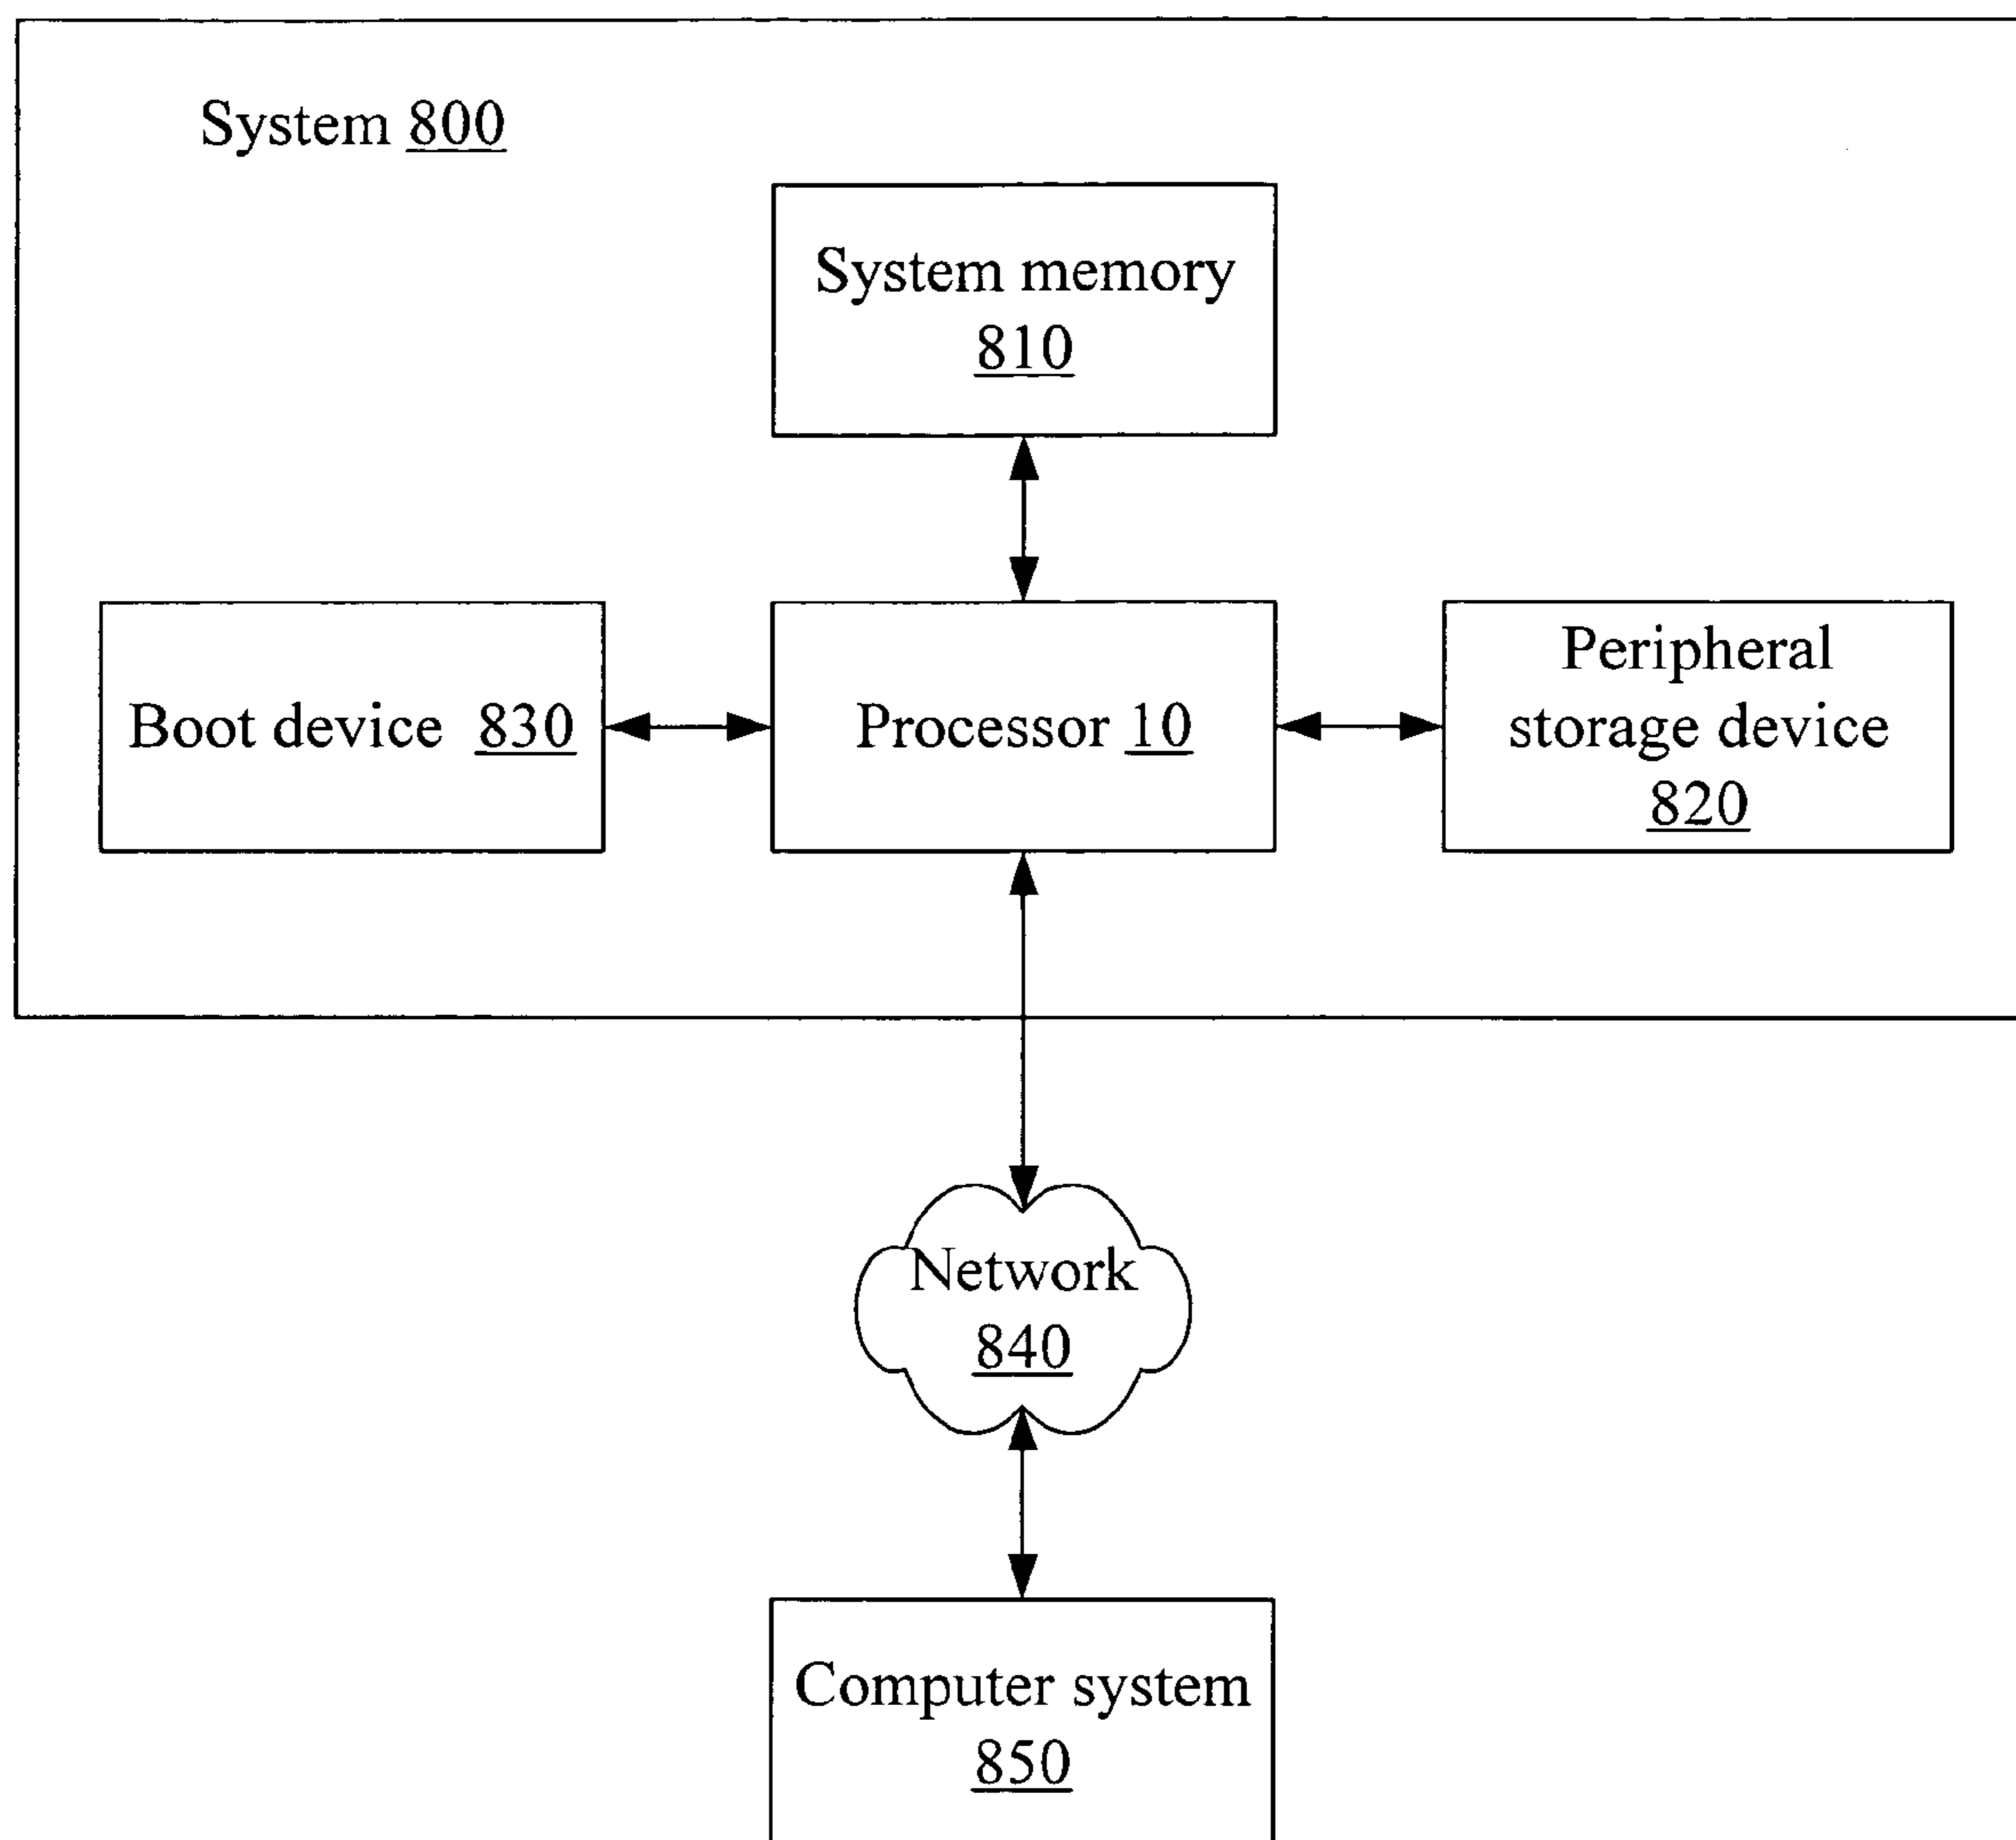 System 800
System memory
810
Boot device 830
Processor 10
Peripheral
storage device
820
Network
840
Computer system
850